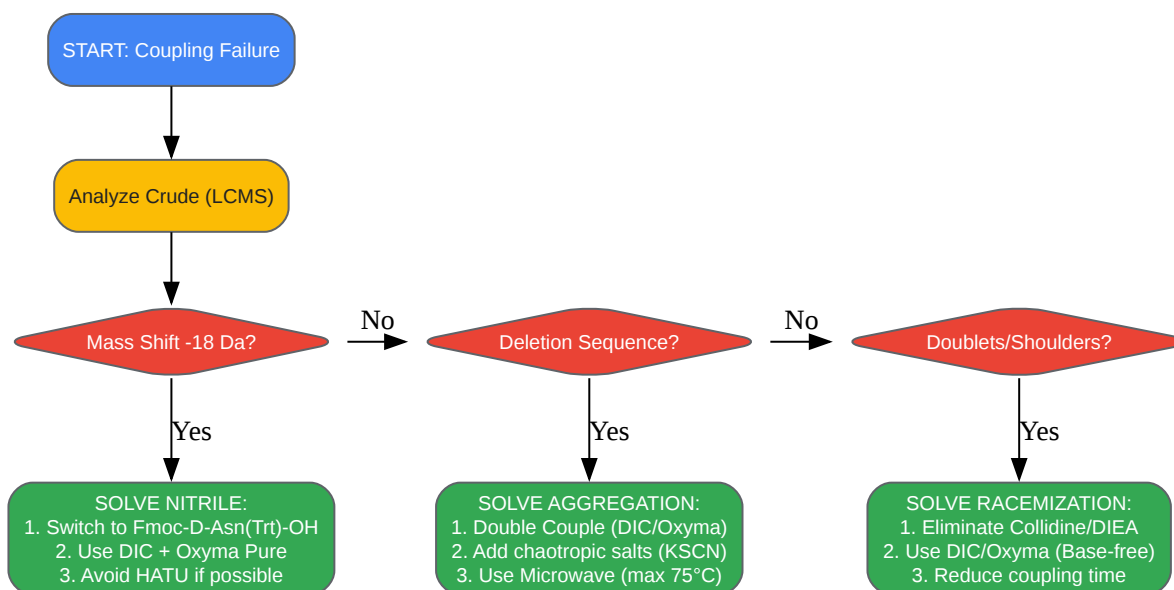 START: Coupling Failure
Analyze Crude (LCMS)
Mass Shift -18 Da?
No
Deletion Sequence?
No
Doublets/Shoulders?
Yes
Yes
Yes
SOLVE NITRILE:
1. Switch to Fmoc-D-Asn(Trt)-OH
2. Use DIC + Oxyma Pure
3. Avoid HATU if possible
SOLVE AGGREGATION:
1. Double Couple (DIC/Oxyma)
2. Add chaotropic salts (KSCN)
3. Use Microwave (max 75°C)
SOLVE RACEMIZATION:
1. Eliminate Collidine/DIEA
2. Use DIC/Oxyma (Base-free)
3. Reduce coupling time